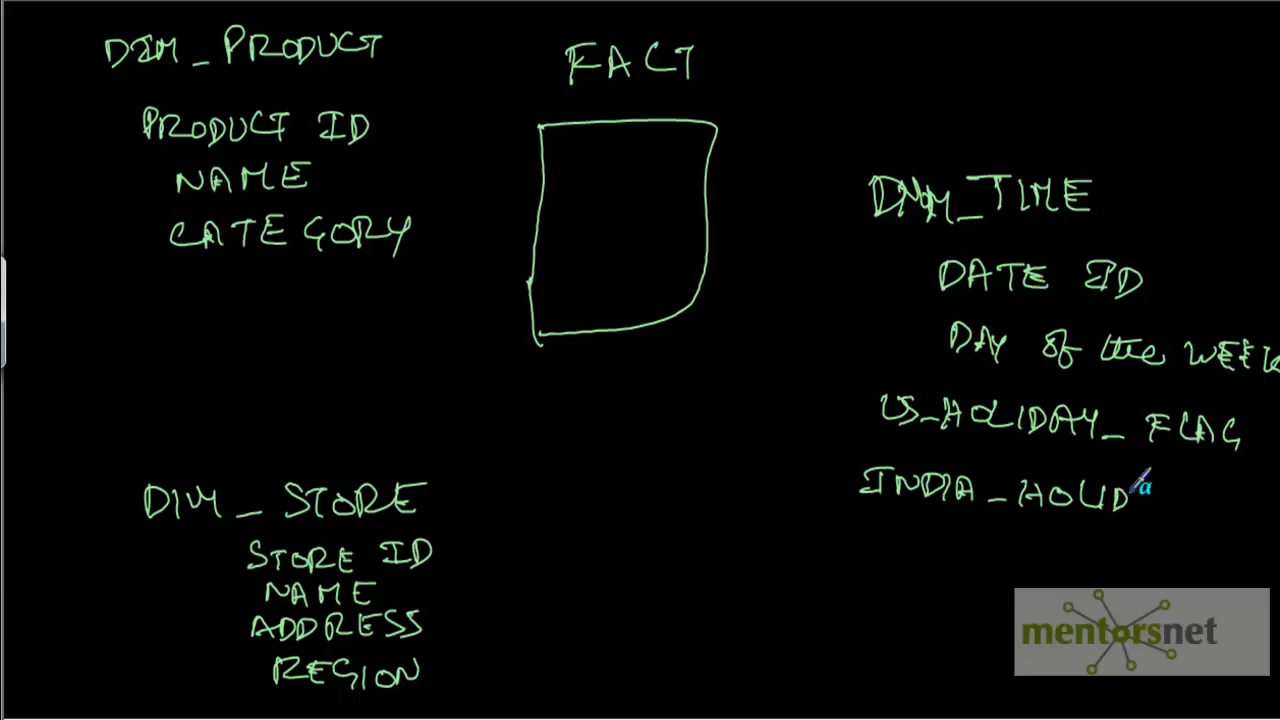 DIM_PRODUCT
PRODUCT ID
NAME
CATEGORY
FACT
DIM_TIME
DATE ID
DAY of the WEEK
US_HOLIDAY_FLAG
INDIA_HOLID
DIM_STORE
STORE ID
NAME
ADDRESS
REGION
mentorsnet